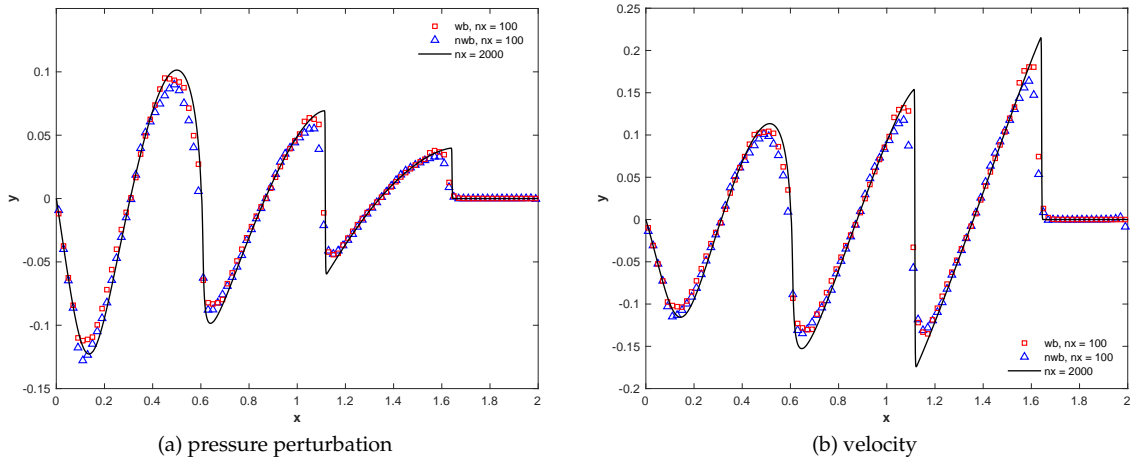 wb, nx = 100
nwb, nx = 100
nx = 2000
0.1
0.05
0
-0.05
-0.1
-0.15
y
0 0.2 0.4 0.6 0.8 1 1.2 1.4 1.6 1.8 2
x
(a) pressure perturbation
0.25
0.2
0.15
0.1
0.05
0
-0.05
-0.1
-0.15
-0.2
y
wb, nx = 100
nwb, nx = 100
nx = 2000
0 0.2 0.4 0.6 0.8 1 1.2 1.4 1.6 1.8 2
x
(b) velocity